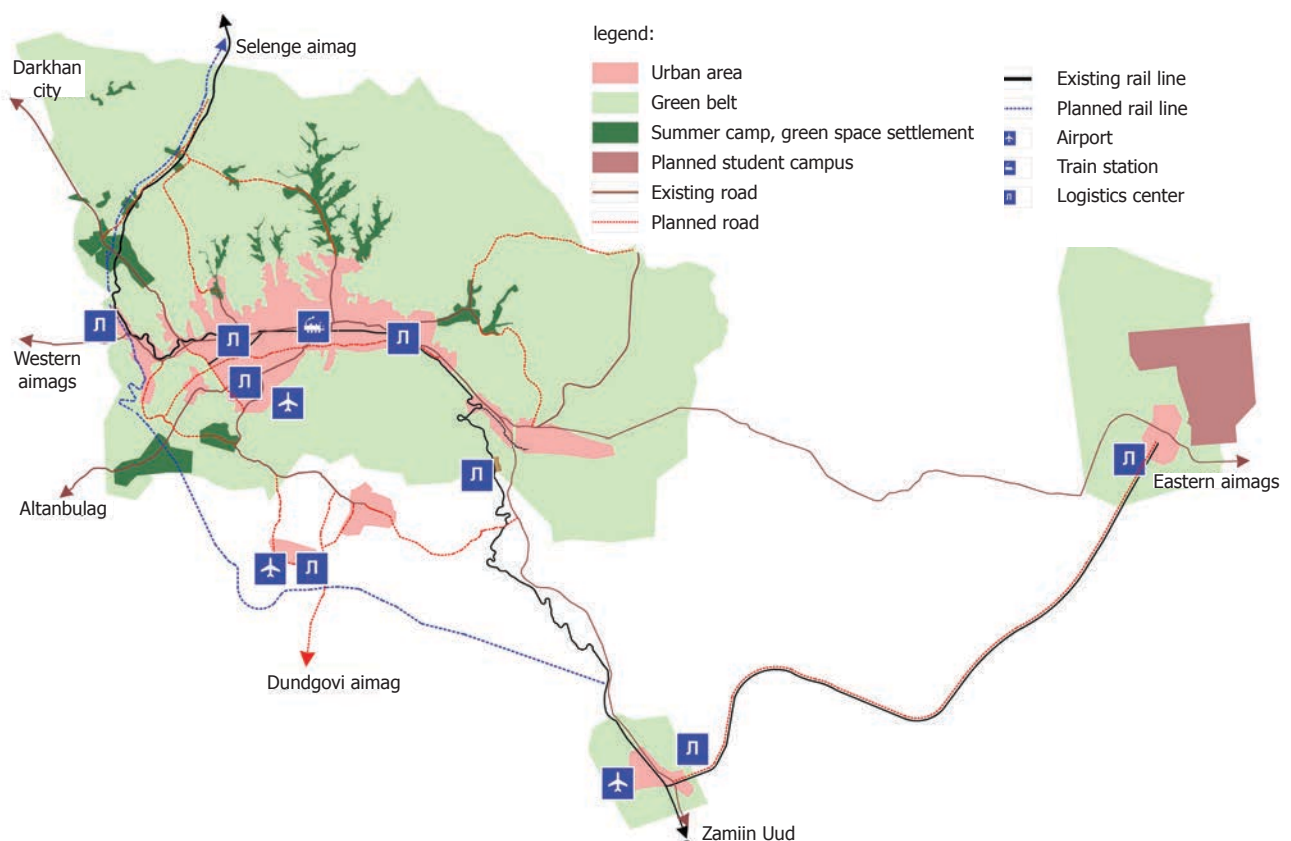 Selenge aimag
Darkhan
city
Western
aimags
Altanbulag
Dundgovi aimag
Zamiin Uud
Eastern aimags
legend:
Urban area
Green belt
Summer camp, green space settlement
Planned student campus
Existing road
Planned road
Existing rail line
Planned rail line
Airport
Train station
Logistics center
Л
Л
Л
Л
Л
Л
Л
Л
Л